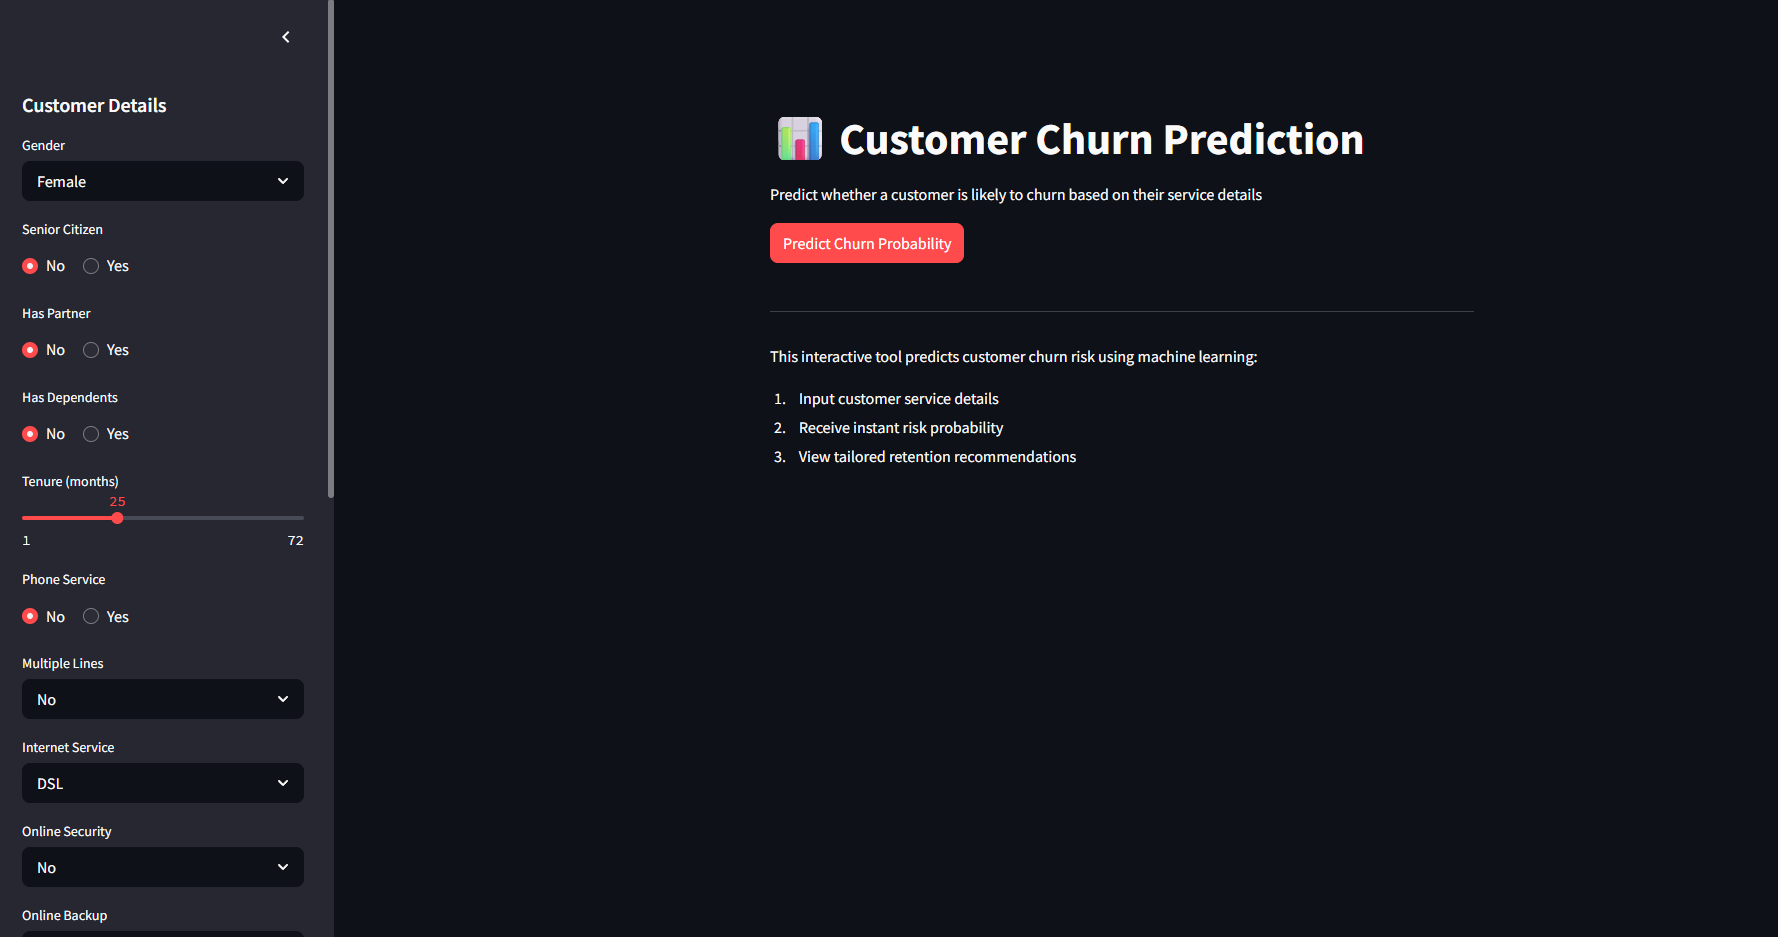 Customer Details
Gender
Female
Senior Citizen
No Yes
Has Partner
No Yes
Has Dependents
No Yes
Tenure (months)
25
1 72
Phone Service
No Yes
Multiple Lines
No
Internet Service
DSL
Online Security
No
Online Backup
Customer Churn Prediction
Predict whether a customer is likely to churn based on their service details
Predict Churn Probability
This interactive tool predicts customer churn risk using machine learning:
1. Input customer service details
2. Receive instant risk probability
3. View tailored retention recommendations